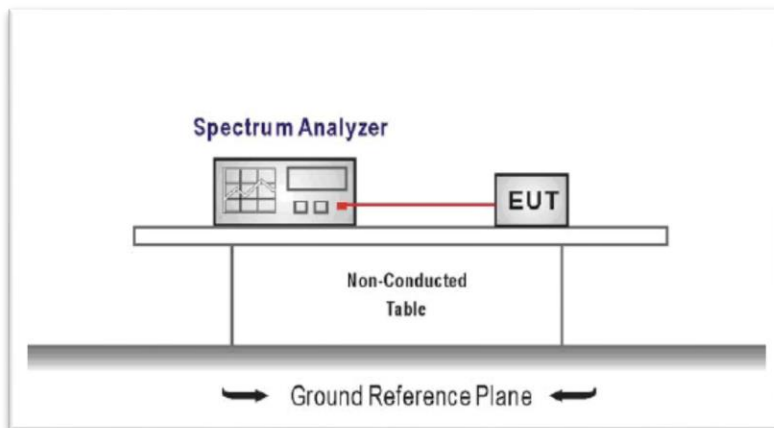 Spectrum Analyzer
EUT
Non-Conducted
Table
Ground Reference Plane